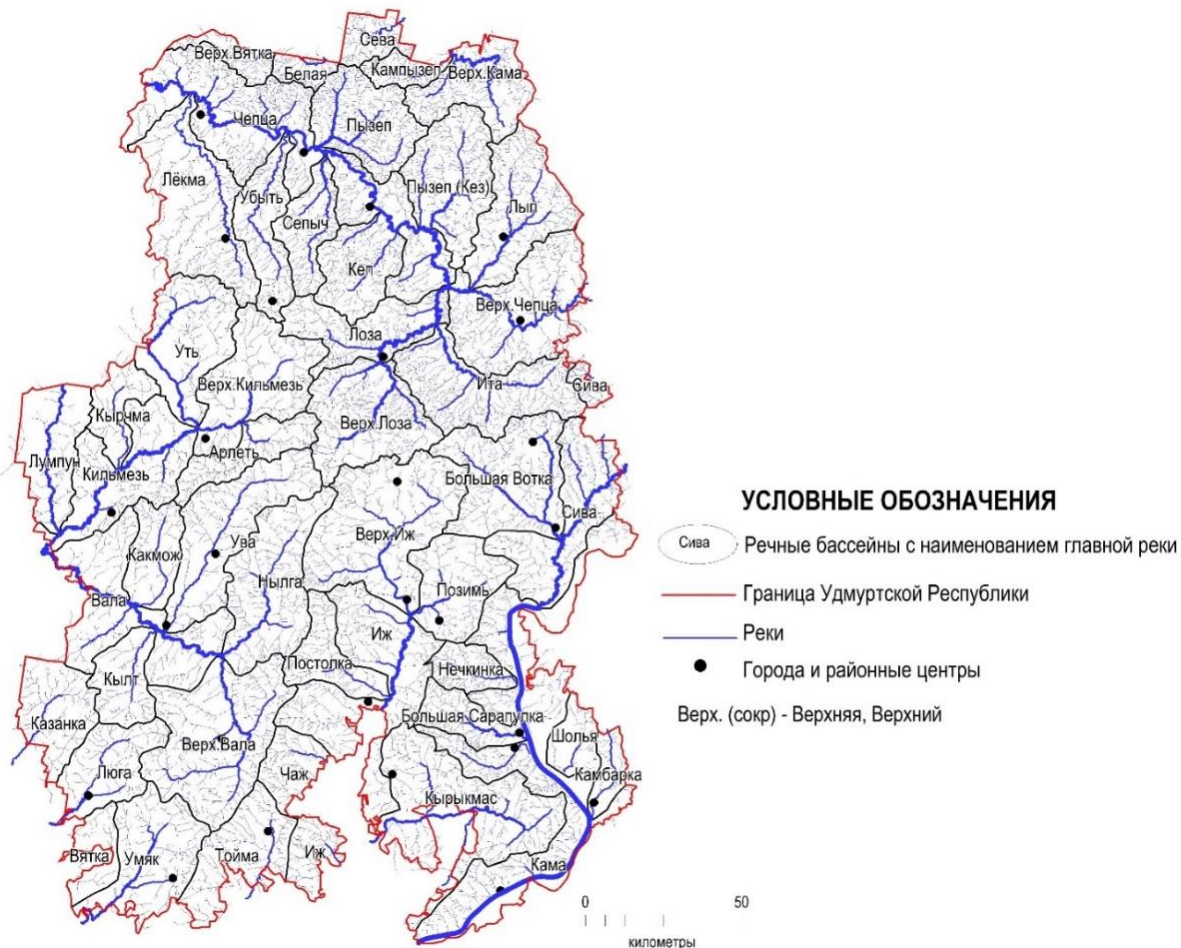 Сева
Верх.Вятка
Белая
Кампызеп
Верх.Кама
Чепца
Пызеп
Лёкма
Убыть
Сепыч
Пызеп (Кез)
Лып
Кеп
Верх.Чепца
Лоза
Уть
Верх.Кильмезь
Ита
Сива
Кырчма
Верх.Лоза
Арлеть
Лумпун
Кильмезь
Большая Вотка
Сива
Какмож
Ува
Верх.Иж
Нылга
Позимь
Вала
Иж
Постолка
Нечкинка
Кылт
Казанка
Большая Сарапулка
Шолья
Верх.Вала
Чаж
Камбарка
Люга
Кырыкмас
Вятка
Умяк
Тойма
Иж
Кама
0 50
километры
УСЛОВНЫЕ ОБОЗНАЧЕНИЯ
Сива Речные бассейны с наименованием главной реки
Граница Удмуртской Республики
Реки
Города и районные центры
Верх. (сокр) - Верхняя, Верхний